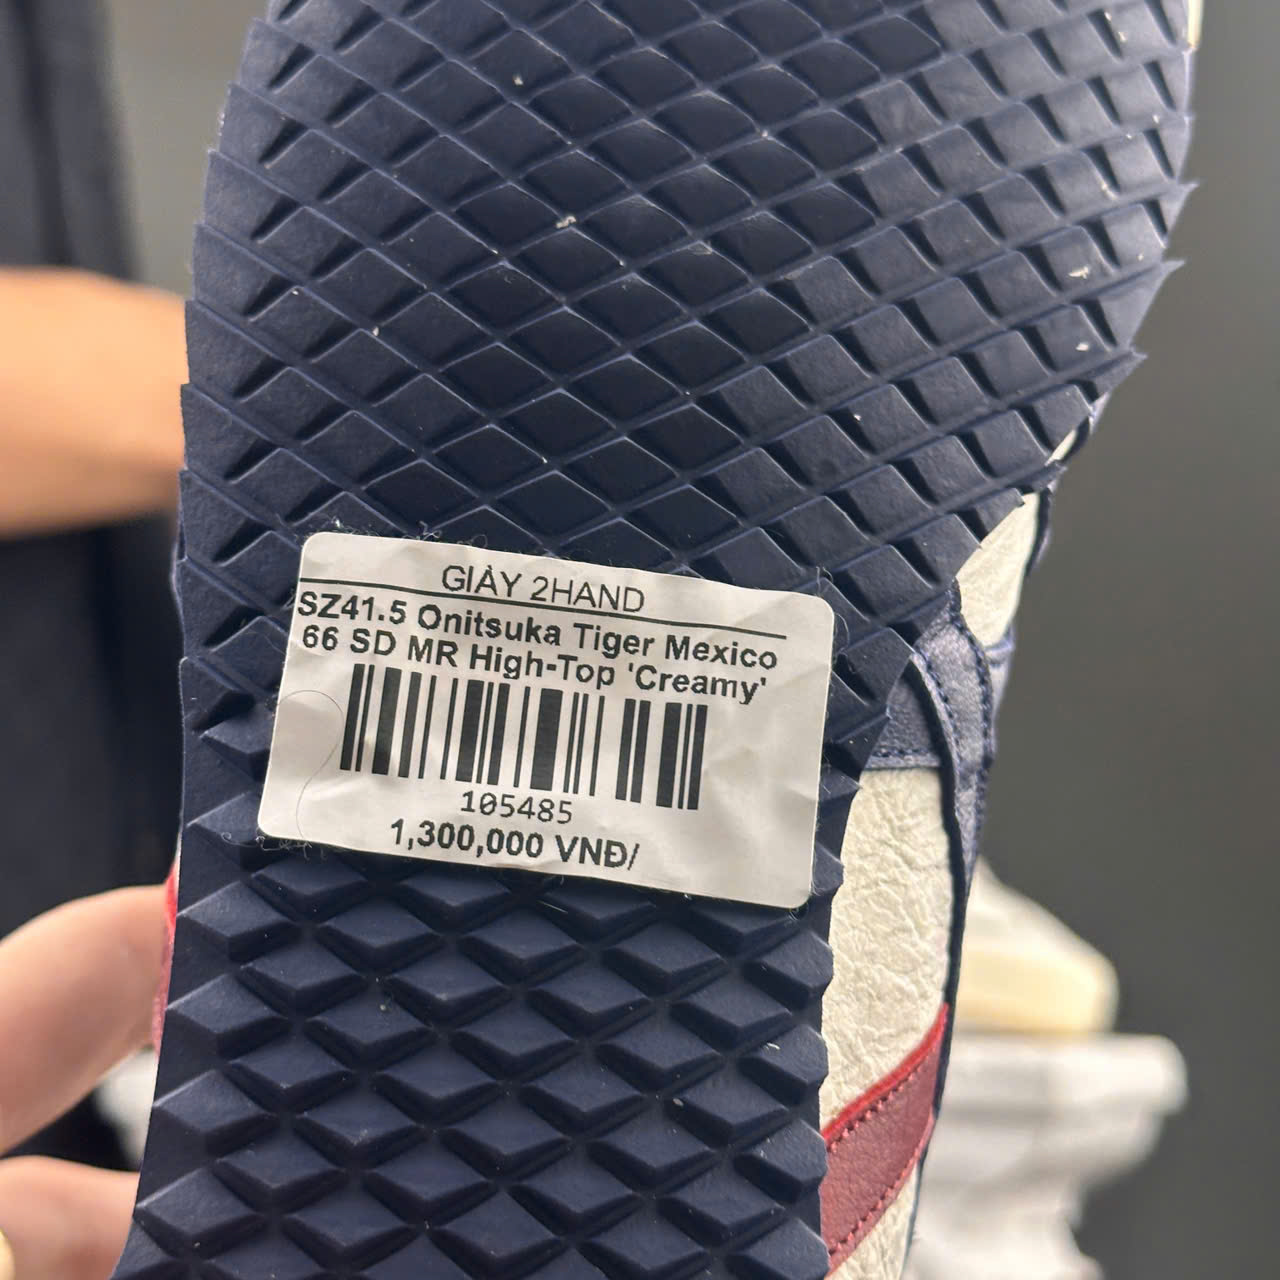 GIÀY 2HAND
SZ41.5 Onitsuka Tiger Mexico
66 SD MR High-Top 'Creamy'
105485
1,300,000 VNĐ/